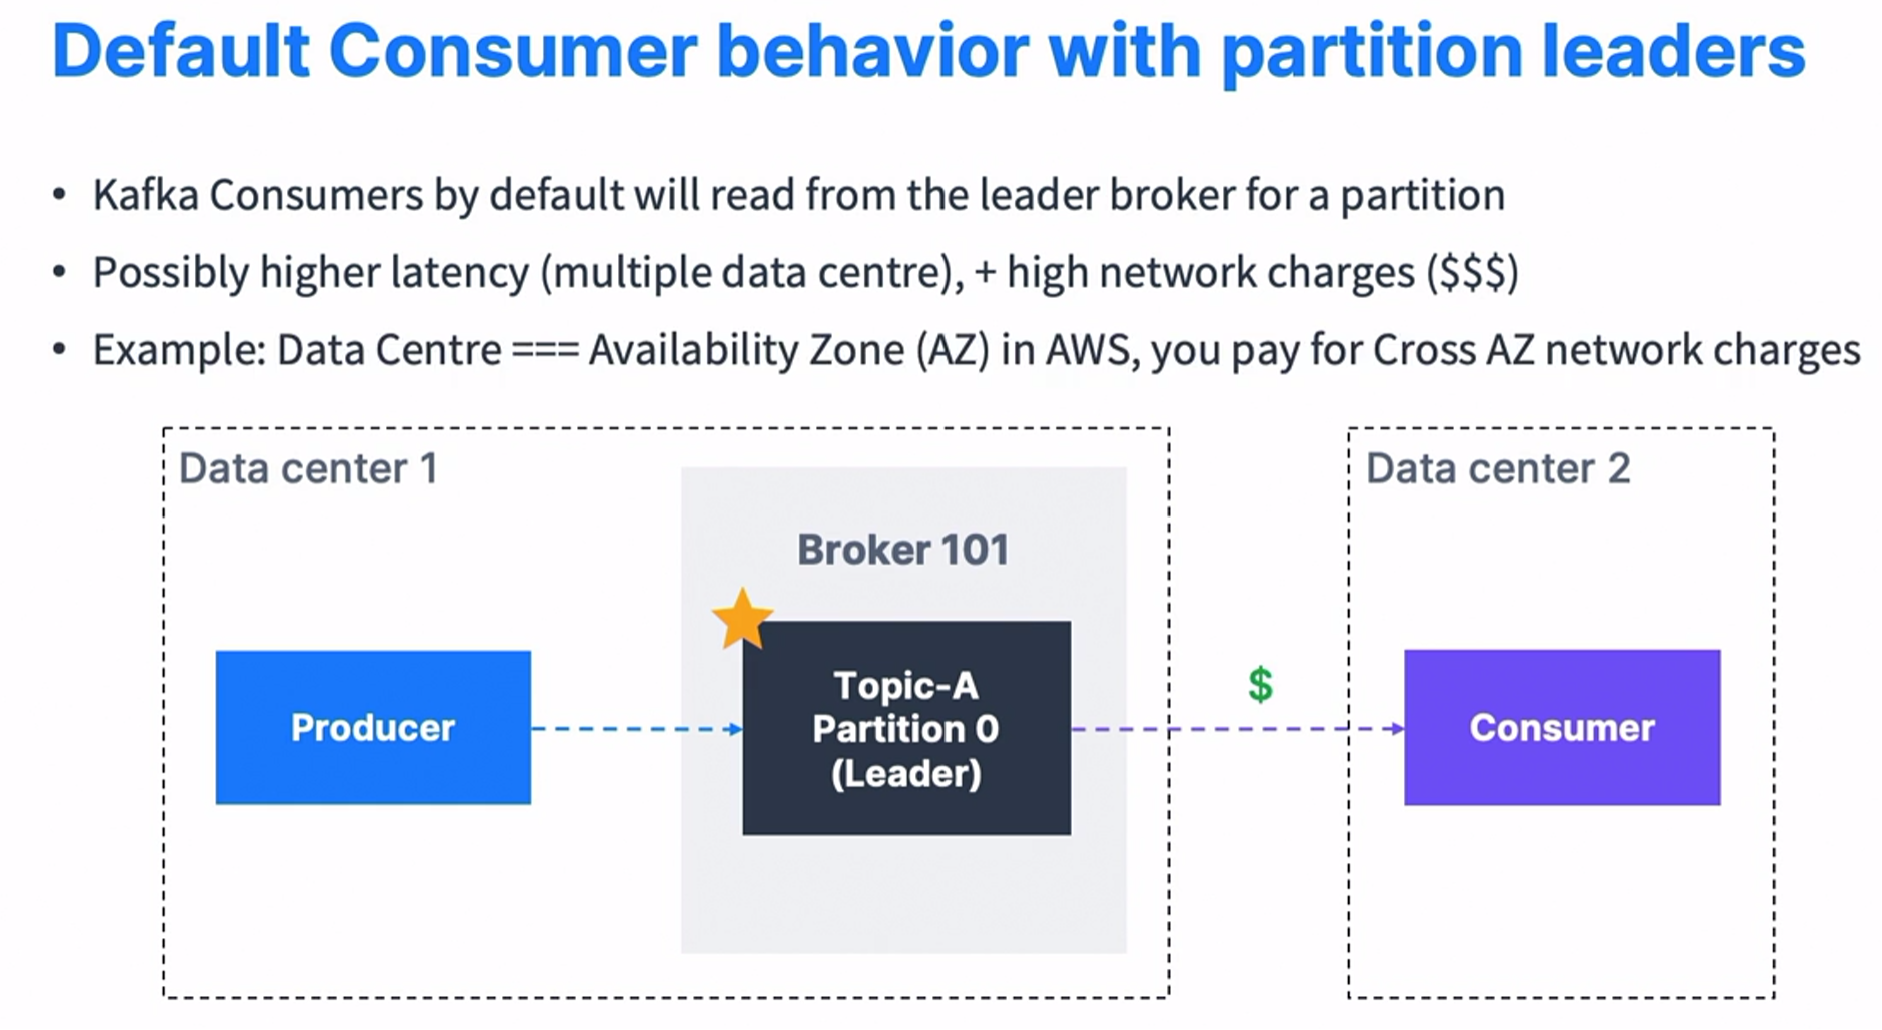 Default Consumer behavior with partition leaders
• Kafka Consumers by default will read from the leader broker for a partition
• Possibly higher latency (multiple data centre), + high network charges ($$$)
• Example: Data Centre === Availability Zone (AZ) in AWS, you pay for Cross AZ network charges
Data center 1
Broker 101
Producer
Topic-A
Partition 0
(Leader)
$
Data center 2
Consumer